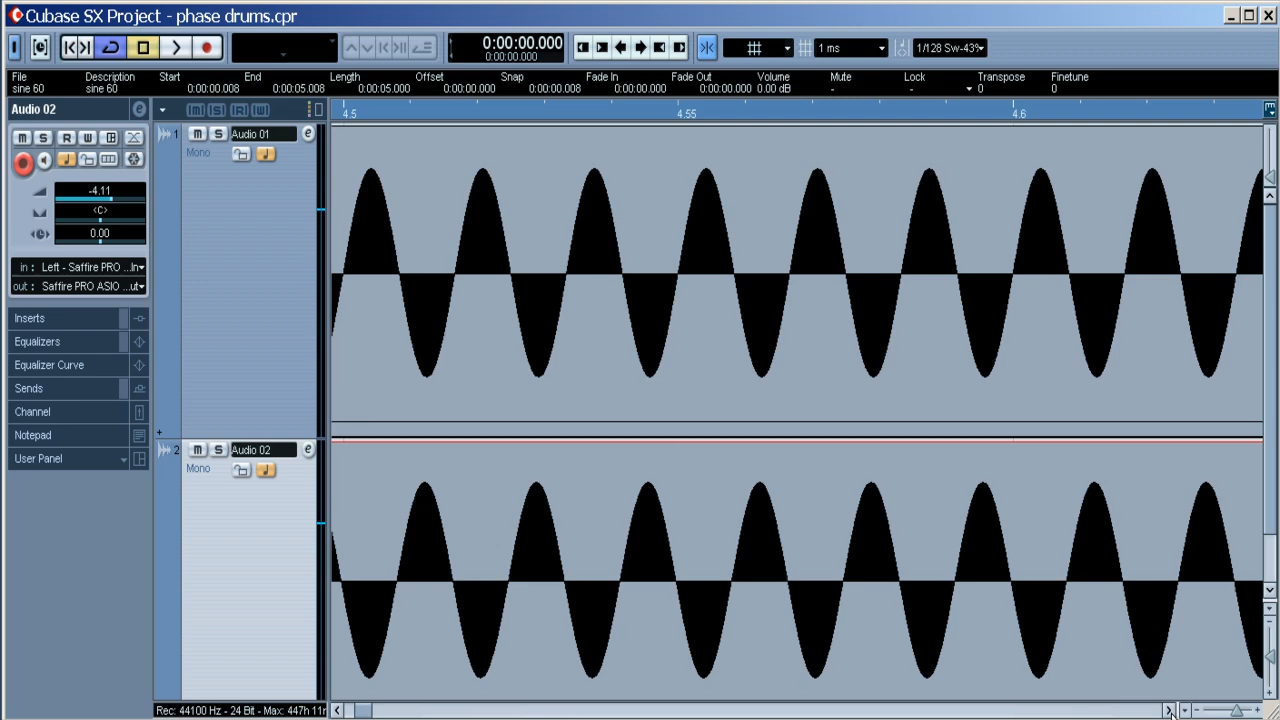 Cubase SX Project - phase drums.cpr
0:00:00.000
0:00:00.000
1 ms
1/128 Sw-43%
File Description Start End Length Offset Snap Fade In Fade Out Volume Mute Lock Transpose Finetune
sine 60 sine 60 0:00:00.008 0:00:05.008 0:00:05.000 0:00:00.000 0:00:00.008 0:00:00.000 0:00:00.000 0.00 dB - - 0 0
Audio 02 e
M S R W
4.5 4.55 4.6
1 M S Audio 01 e
Mono
-4.11
<C>
0.00
in : Left - Saffire PRO ...In
out : Saffire PRO ASIO ...ut
Inserts
Equalizers
Equalizer Curve
Sends
Channel
Notepad
User Panel
+
2 M S Audio 02 e
Mono
Rec: 44100 Hz - 24 Bit - Max: 447h 11